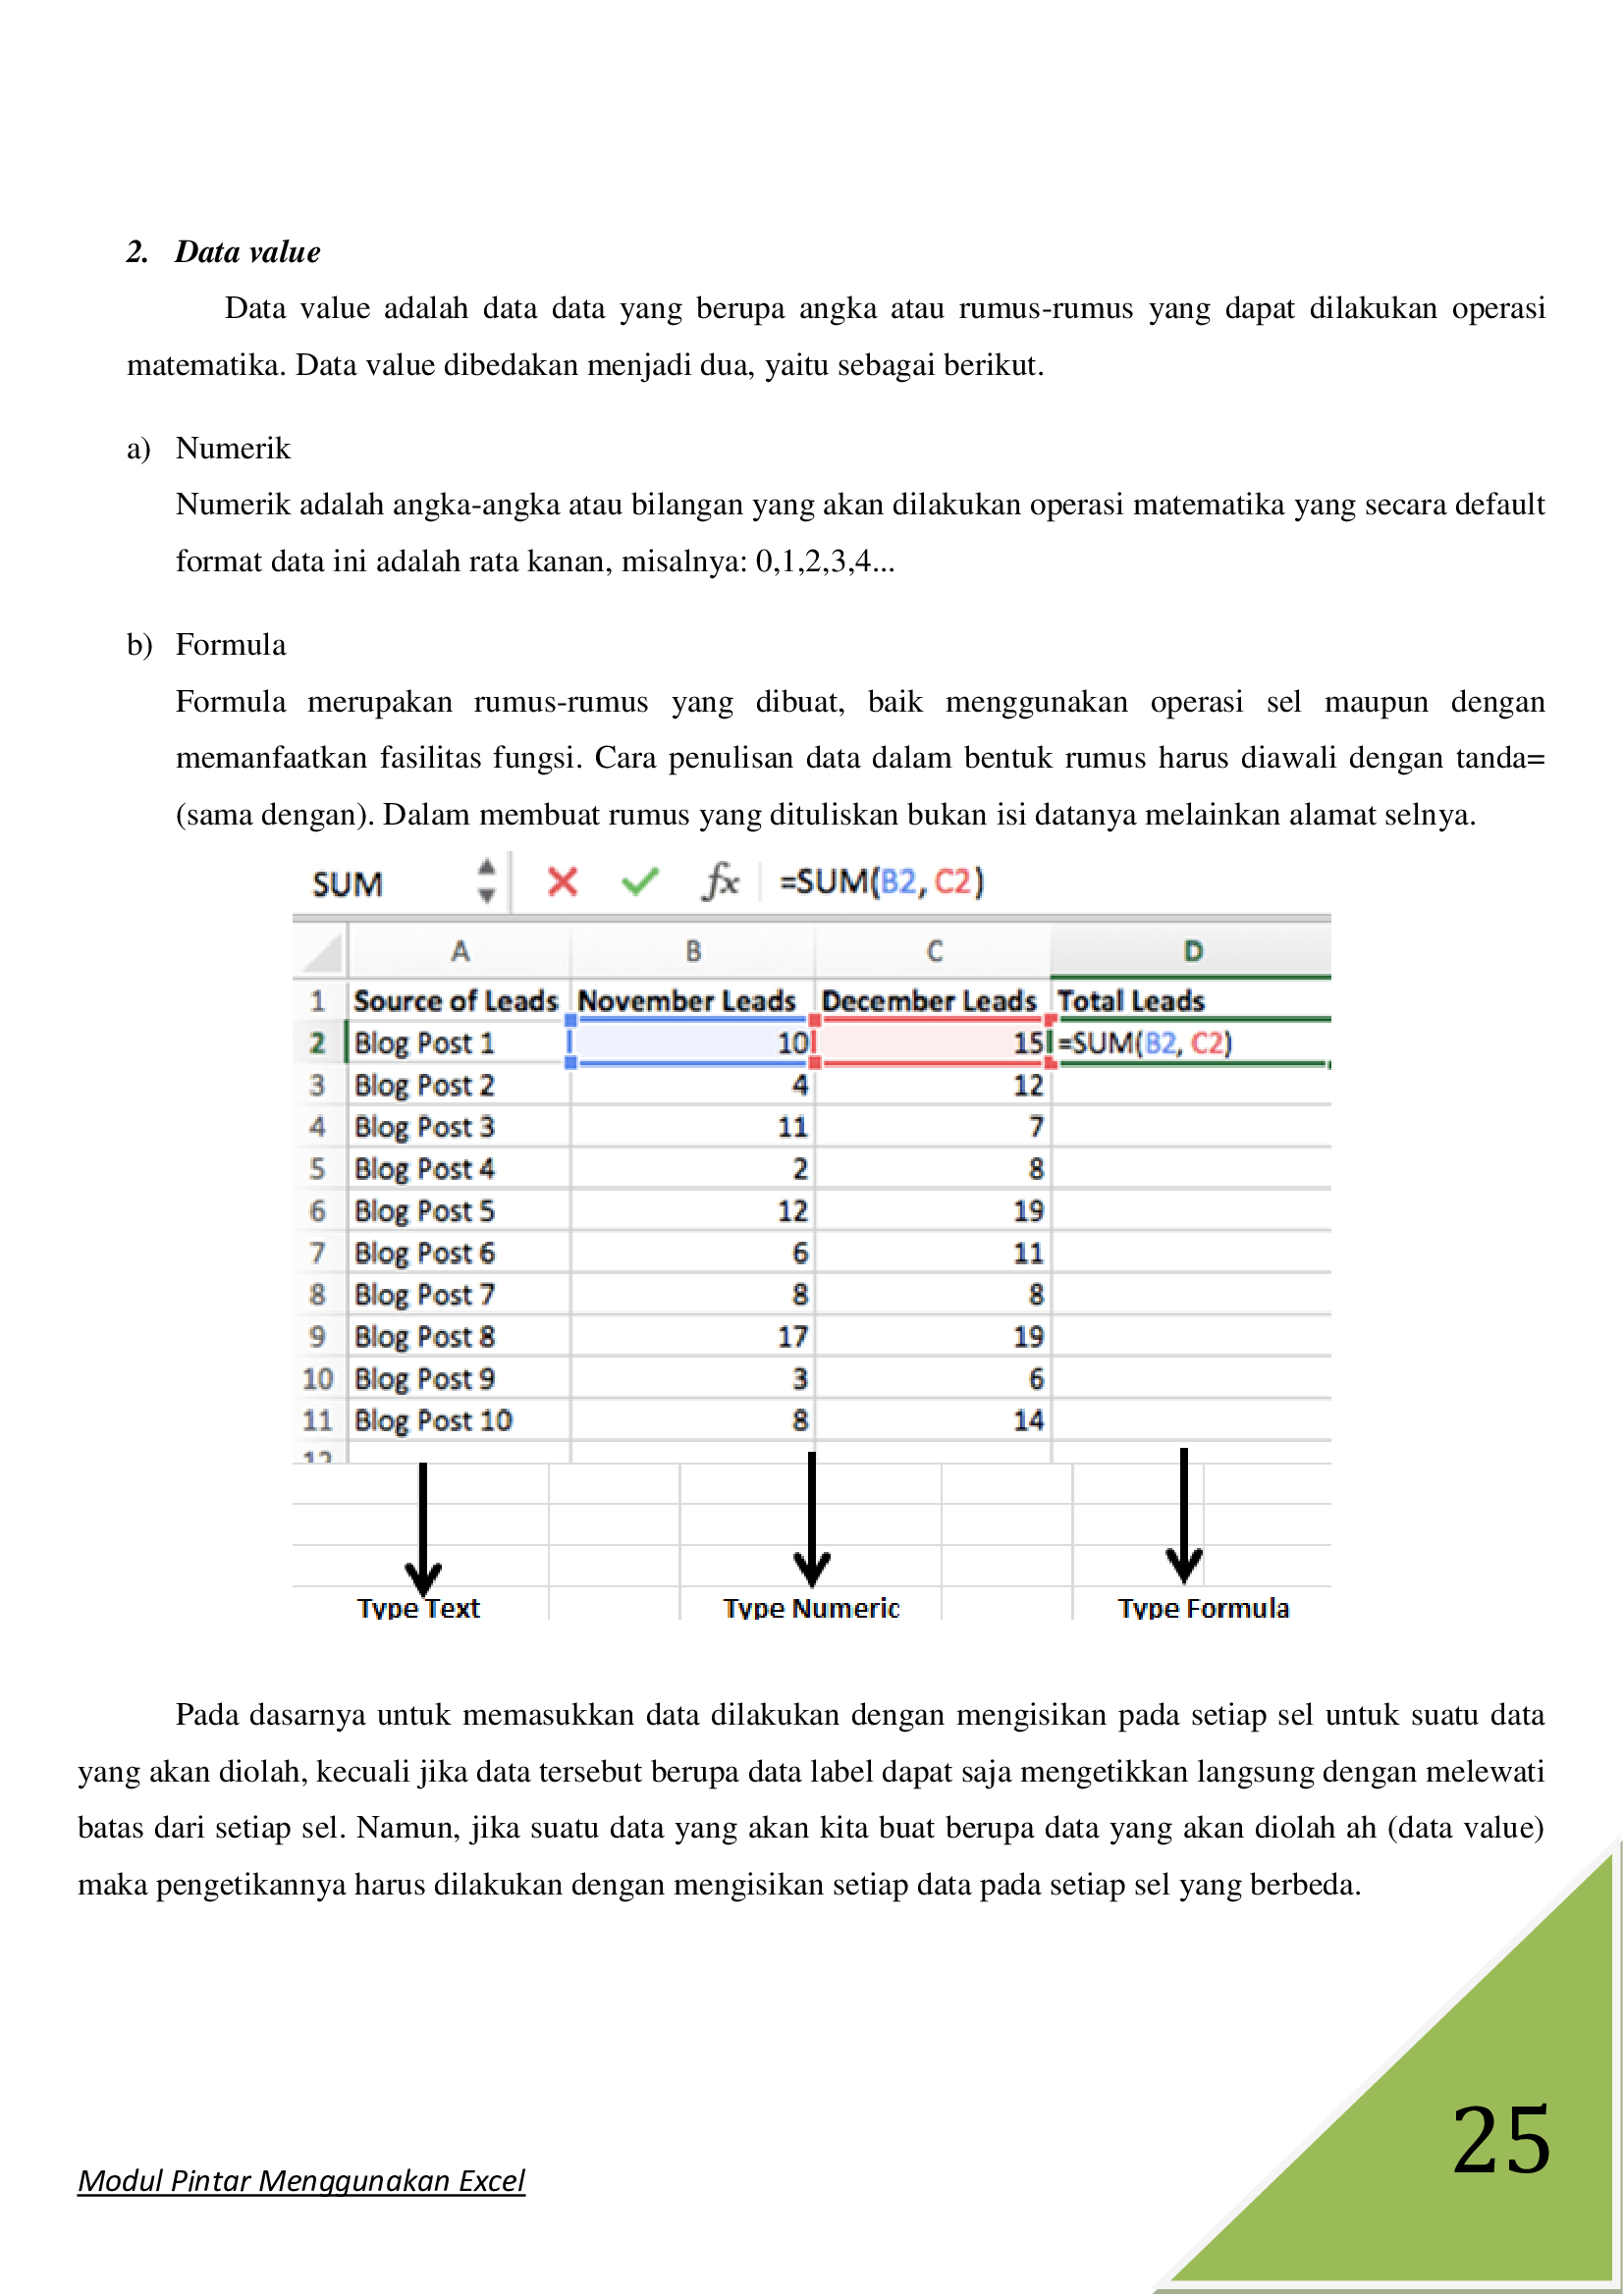 2. Data value
Data value adalah data data yang berupa angka atau rumus-rumus yang dapat dilakukan operasi
matematika. Data value dibedakan menjadi dua, yaitu sebagai berikut.
a) Numerik
Numerik adalah angka-angka atau bilangan yang akan dilakukan operasi matematika yang secara default
format data ini adalah rata kanan, misalnya: 0,1,2,3,4...
b) Formula
Formula merupakan rumus-rumus yang dibuat, baik menggunakan operasi sel maupun dengan
memanfaatkan fasilitas fungsi. Cara penulisan data dalam bentuk rumus harus diawali dengan tanda=
(sama dengan). Dalam membuat rumus yang dituliskan bukan isi datanya melainkan alamat selnya.
SUM fx =SUM(B2, C2)
A B C D
1 Source of Leads November Leads December Leads Total Leads
2 Blog Post 1 10 15 =SUM(B2, C2)
3 Blog Post 2 4 12
4 Blog Post 3 11 7
5 Blog Post 4 2 8
6 Blog Post 5 12 19
7 Blog Post 6 6 11
8 Blog Post 7 8 8
9 Blog Post 8 17 19
10 Blog Post 9 3 6
11 Blog Post 10 8 14
12
Type Text Type Numeric Type Formula
Pada dasarnya untuk memasukkan data dilakukan dengan mengisikan pada setiap sel untuk suatu data
yang akan diolah, kecuali jika data tersebut berupa data label dapat saja mengetikkan langsung dengan melewati
batas dari setiap sel. Namun, jika suatu data yang akan kita buat berupa data yang akan diolah ah (data value)
maka pengetikannya harus dilakukan dengan mengisikan setiap data pada setiap sel yang berbeda.
25
Modul Pintar Menggunakan Excel